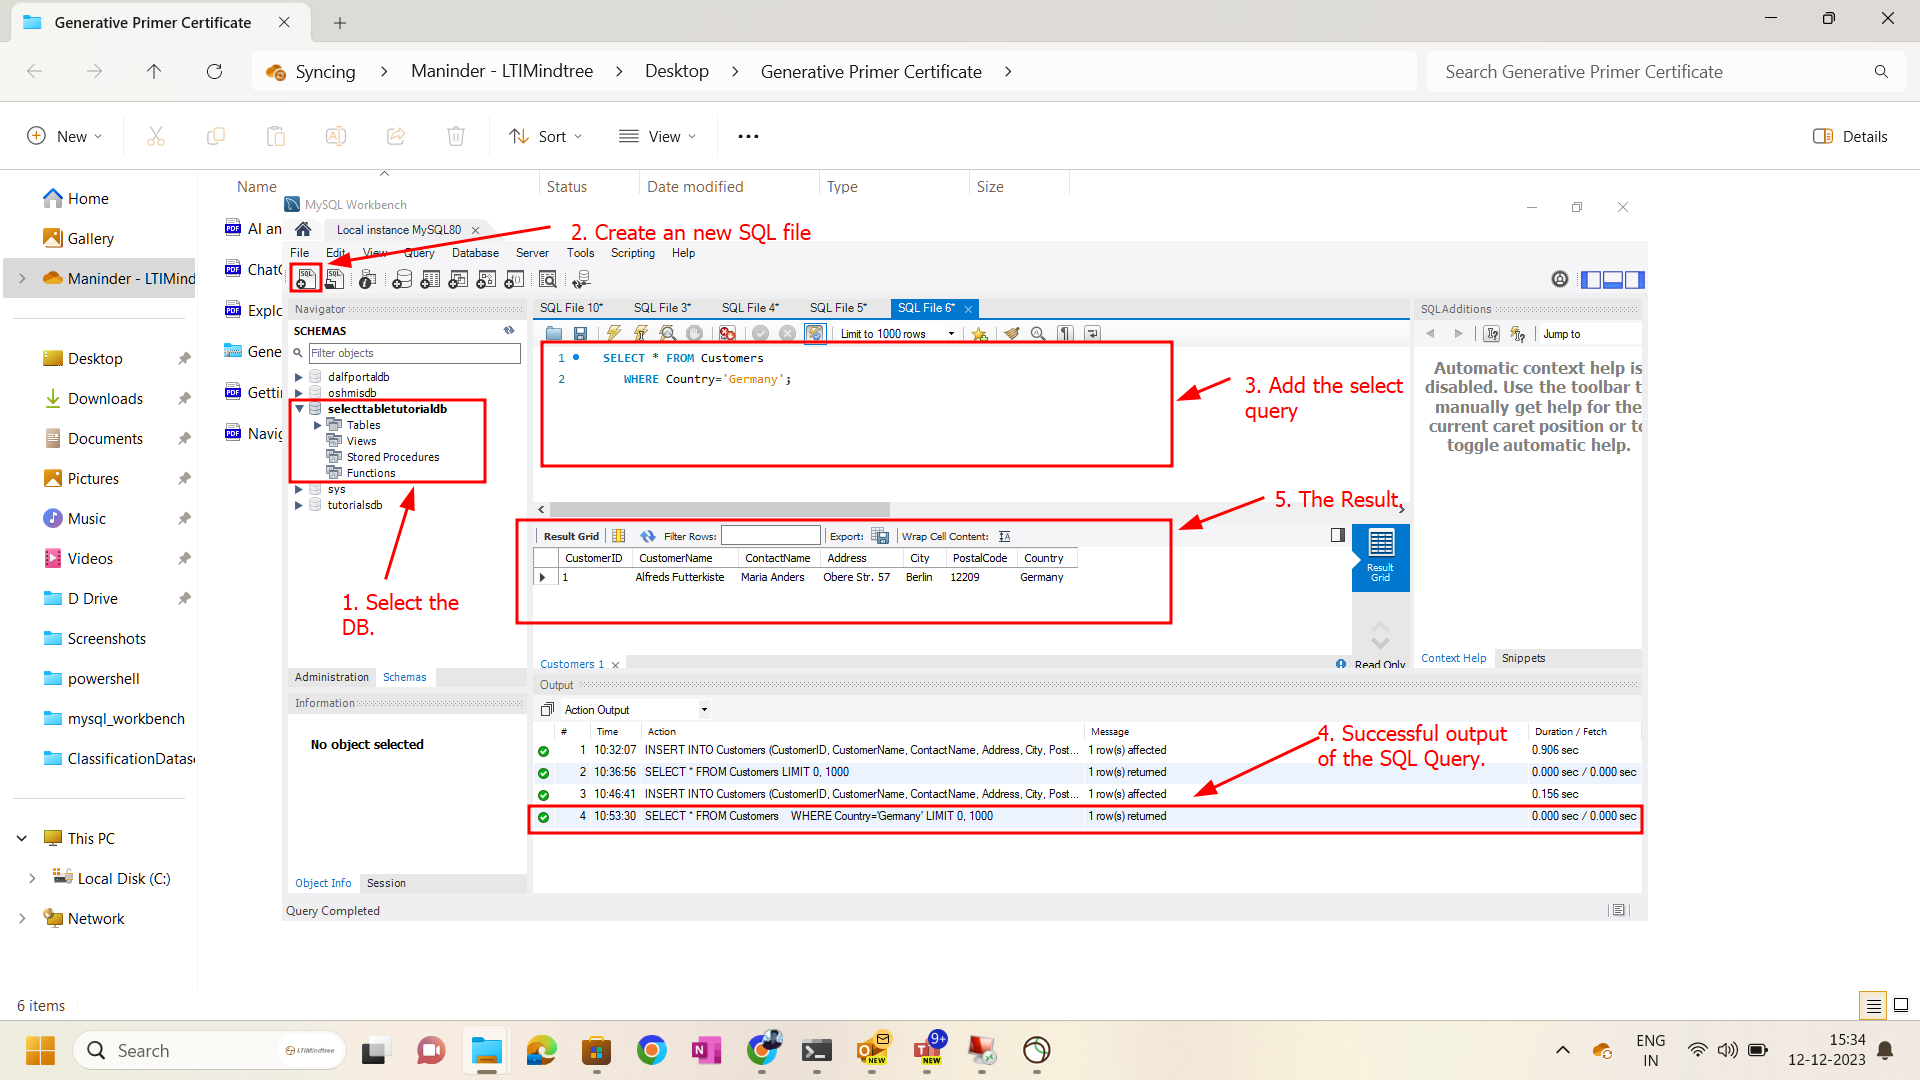 Generative Primer Certificate
Syncing > Maninder - LTIMindtree > Desktop > Generative Primer Certificate >
Search Generative Primer Certificate
New
Sort
View
Details
Home
Gallery
Maninder - LTIMind
Desktop
Downloads
Documents
Pictures
Music
Videos
D Drive
Screenshots
powershell
mysql_workbench
ClassificationDatase
This PC
Local Disk (C:)
Network
6 items
Name Status Date modified Type Size
AI an
Chat
Explo
Gene
Getti
Navig
MySQL Workbench
Local instance MySQL80
2. Create an new SQL file
File Edit View Query Database Server Tools Scripting Help
Navigator
SCHEMAS
Filter objects
dalfportaldb
oshmisdb
selecttabletutorialdb
Tables
Views
Stored Procedures
Functions
sys
tutorialsdb
1. Select the
DB.
Administration Schemas
Information
No object selected
Object Info Session
Query Completed
SQL File 10* SQL File 3* SQL File 4* SQL File 5* SQL File 6*
Limit to 1000 rows
1 SELECT * FROM Customers
2 WHERE Country='Germany';
3. Add the select
query
5. The Result.
Result Grid Filter Rows: Export: Wrap Cell Content:
CustomerID CustomerName ContactName Address City PostalCode Country
1 Alfreds Futterkiste Maria Anders Obere Str. 57 Berlin 12209 Germany
Result
Grid
Customers 1
Read Only
SQLAdditions
Jump to
Automatic context help is
disabled. Use the toolbar t
manually get help for the
current caret position or to
toggle automatic help.
Context Help Snippets
Output
Action Output
# Time Action Message Duration / Fetch
1 10:32:07 INSERT INTO Customers (CustomerID, CustomerName, ContactName, Address, City, Post... 1 row(s) affected 0.906 sec
2 10:36:56 SELECT * FROM Customers LIMIT 0, 1000 1 row(s) returned 0.000 sec / 0.000 sec
3 10:46:41 INSERT INTO Customers (CustomerID, CustomerName, ContactName, Address, City, Post... 1 row(s) affected 0.156 sec
4 10:53:30 SELECT * FROM Customers WHERE Country='Germany' LIMIT 0, 1000 1 row(s) returned 0.000 sec / 0.000 sec
4. Successful output
of the SQL Query.
Search
LTIMindtree
NEW
9+
NEW
ENG
IN
15:34
12-12-2023